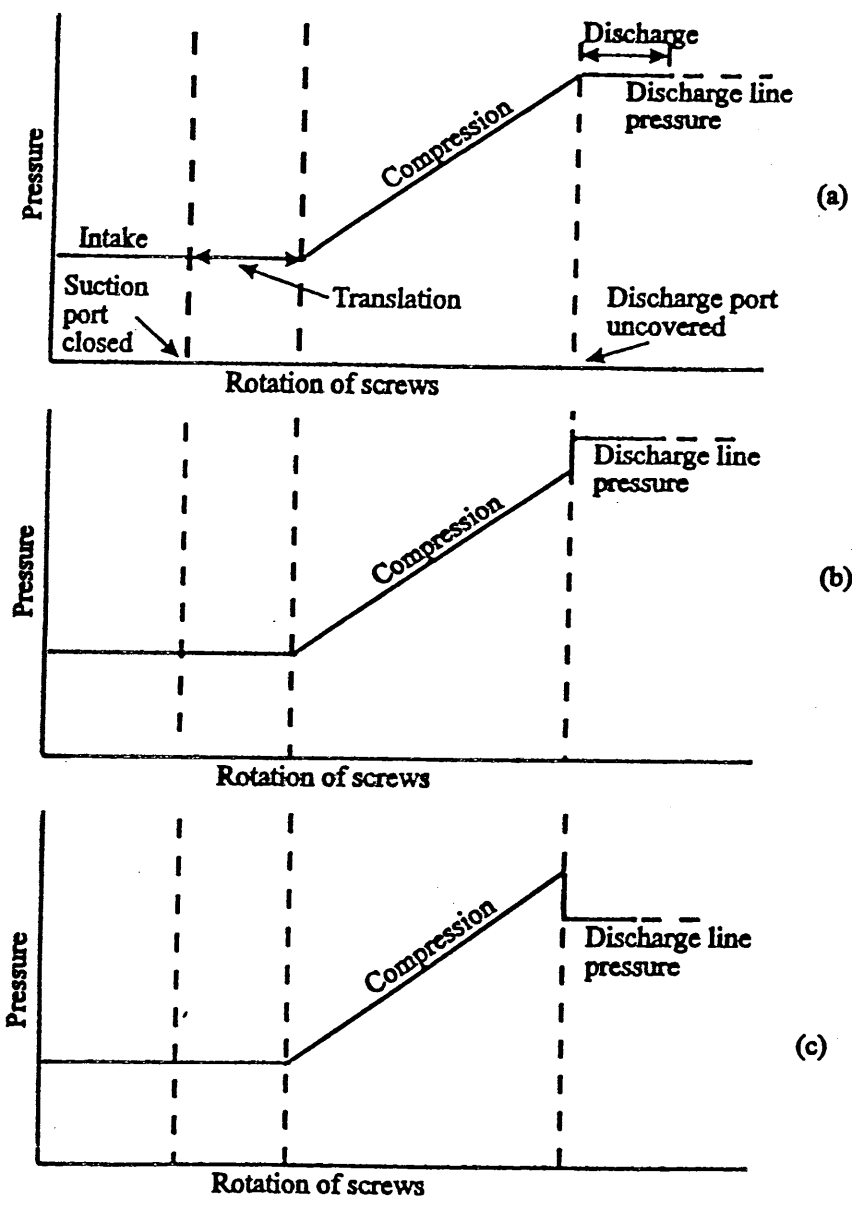 Discharge
Discharge line
pressure
Compression
Pressure
(a)
Intake
Suction
port
closed
Translation
Discharge port
uncovered
Rotation of screws
Discharge line
pressure
Compression
Pressure
(b)
Rotation of screws
Compression
Discharge line
pressure
Pressure
(c)
Rotation of screws